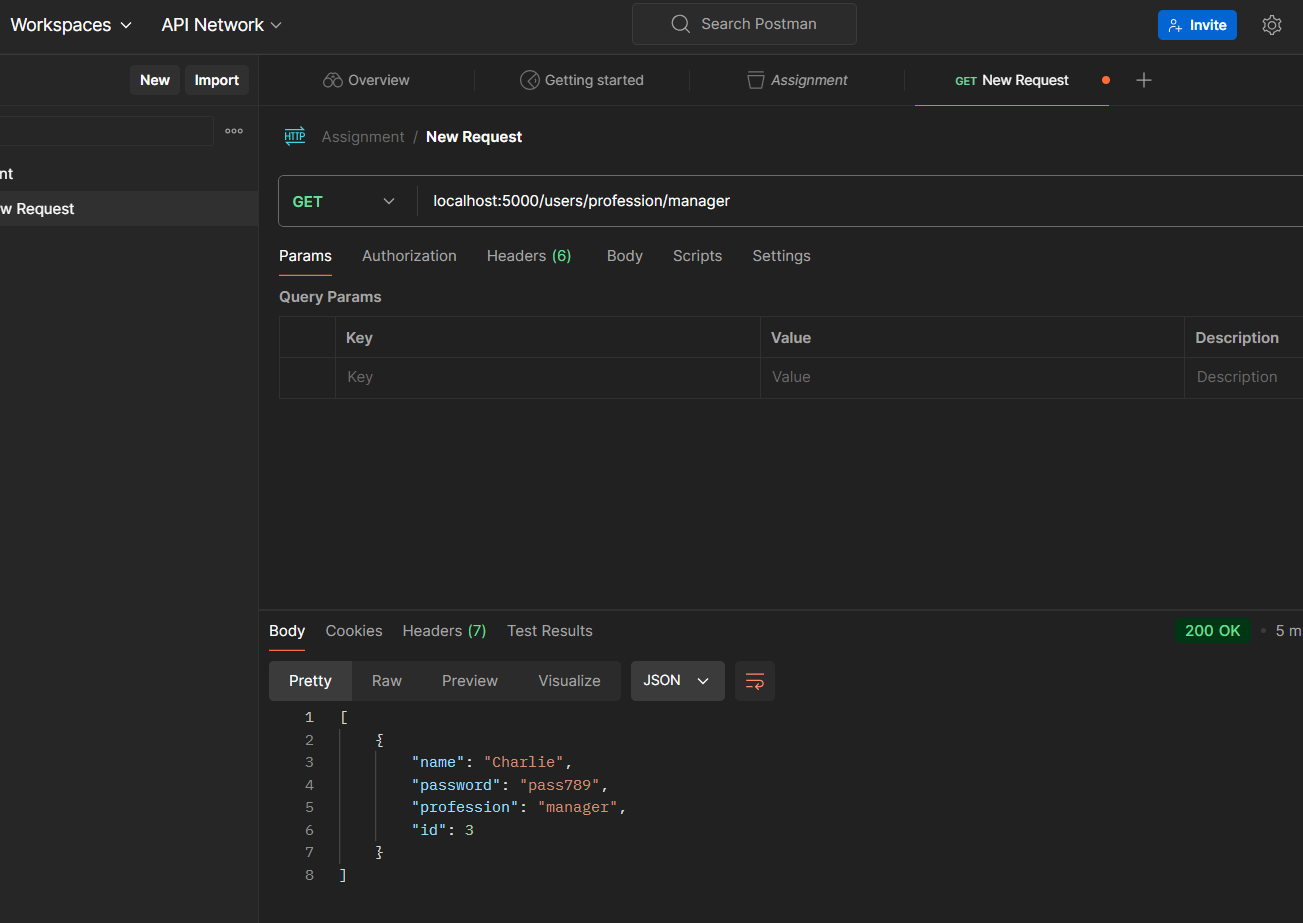 Workspaces API Network Search Postman Invite
New Import Overview Getting started Assignment GET New Request
HTTP Assignment / New Request
nt
w Request
GET localhost:5000/users/profession/manager
Params Authorization Headers (6) Body Scripts Settings
Query Params
Key Value Description
Key Value Description
Body Cookies Headers (7) Test Results 200 OK • 5 m
Pretty Raw Preview Visualize JSON
1 [
2 {
3 "name": "Charlie",
4 "password": "pass789",
5 "profession": "manager",
6 "id": 3
7 }
8 ]